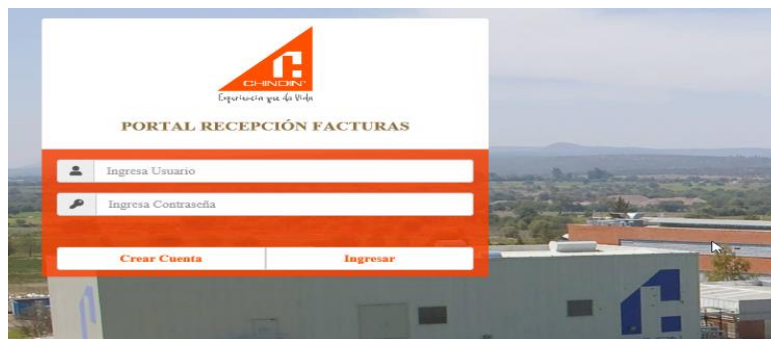 CHINOIN®
Experiencia que da Vida
PORTAL RECEPCIÓN FACTURAS
Ingresa Usuario
Ingresa Contraseña
Crear Cuenta
Ingresar